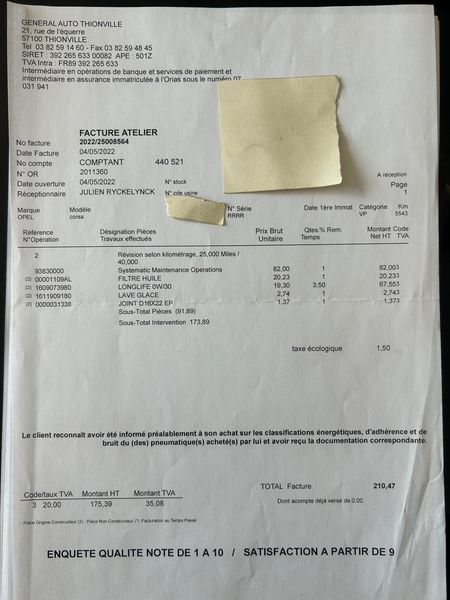 GENERAL AUTO THIONVILLE
21, rue de l'équerre
57100 THIONVILLE
Tel 03 82 59 14 60 - Fax 03 82 59 48 45
SIRET : 392 265 633 00082 APE : 501Z
TVA Intra : FR89 392 265 633
Intermédiaire en opérations de banque et services de paiement et
intermédiaire en assurance immatriculée à l'Orias sous le numéro 07
031 941
FACTURE ATELIER
No facture 2022/25008564
Date Facture 04/05/2022
No compte COMPTANT 440 521
N° OR 2011360
A réception
Date ouverture 04/05/2022 N° stock Page
Réceptionnaire JULIEN RYCKELYNCK N° cde usine 1
Marque Modèle N° Série Date 1ère Immat Catégorie Km
OPEL corsa RRRR VP 5543
Référence Désignation Pièces Prix Brut Qtes.% Rem. Montant Code
N°Opération Travaux effectués Unitaire Temps Net HT TVA
2 Révision selon kilométrage, 25,000 Miles /
40,000
93830000 Systematic Maintenance Operations 82,00 1 82,003
(2) 00001109AL FILTRE HUILE 20,23 1 20,233
(2) 1609073980 LONGLIFE 0W/30 19,30 3,50 67,553
(2) 1611909180 LAVE GLACE 2,74 1 2,743
(2) 0000031338 JOINT D16X22 EP 1,37 1 1,373
Sous-Total Pièces (91,89)
Sous-Total Intervention 173,89
taxe écologique 1,50
Le client reconnaît avoir été informé préalablement à son achat sur les classifications énergétiques, d'adhérence et de
bruit du (des) pneumatique(s) acheté(s) par lui et avoir reçu la documentation correspondante.
TOTAL Facture 210,47
Code/taux TVA Montant HT Montant TVA
3 20,00 175,39 35,08
Dont acompte déjà versé de 0,00
Pièce Origine Constructeur (2) : Pièce Non Constructeur (*): Facturation au Temps Passé
ENQUETE QUALITE NOTE DE 1 A 10 / SATISFACTION A PARTIR DE 9